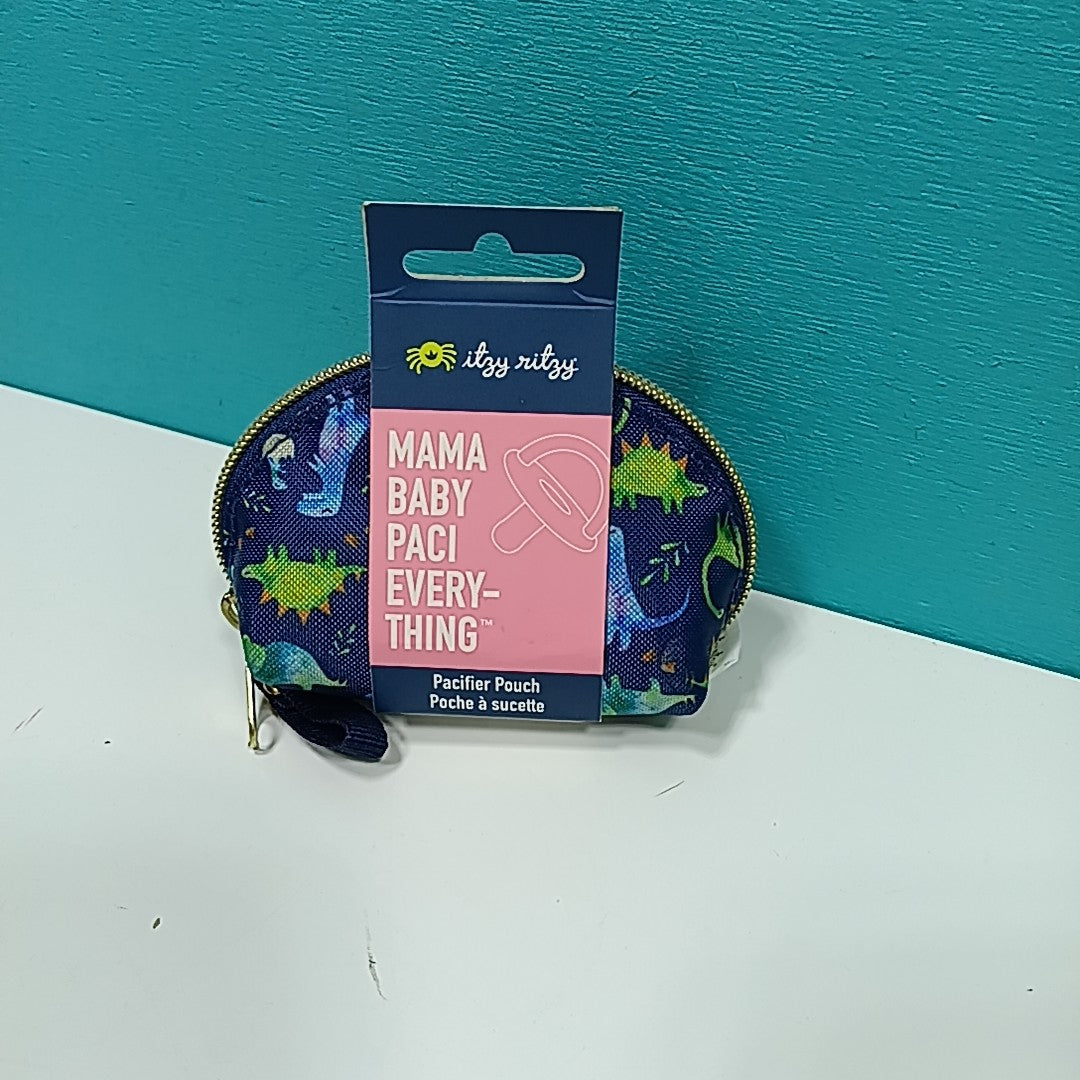 itzy ritzy
MAMA
BABY
PACI
EVERY-
THING™
Pacifier Pouch
Poche à sucette